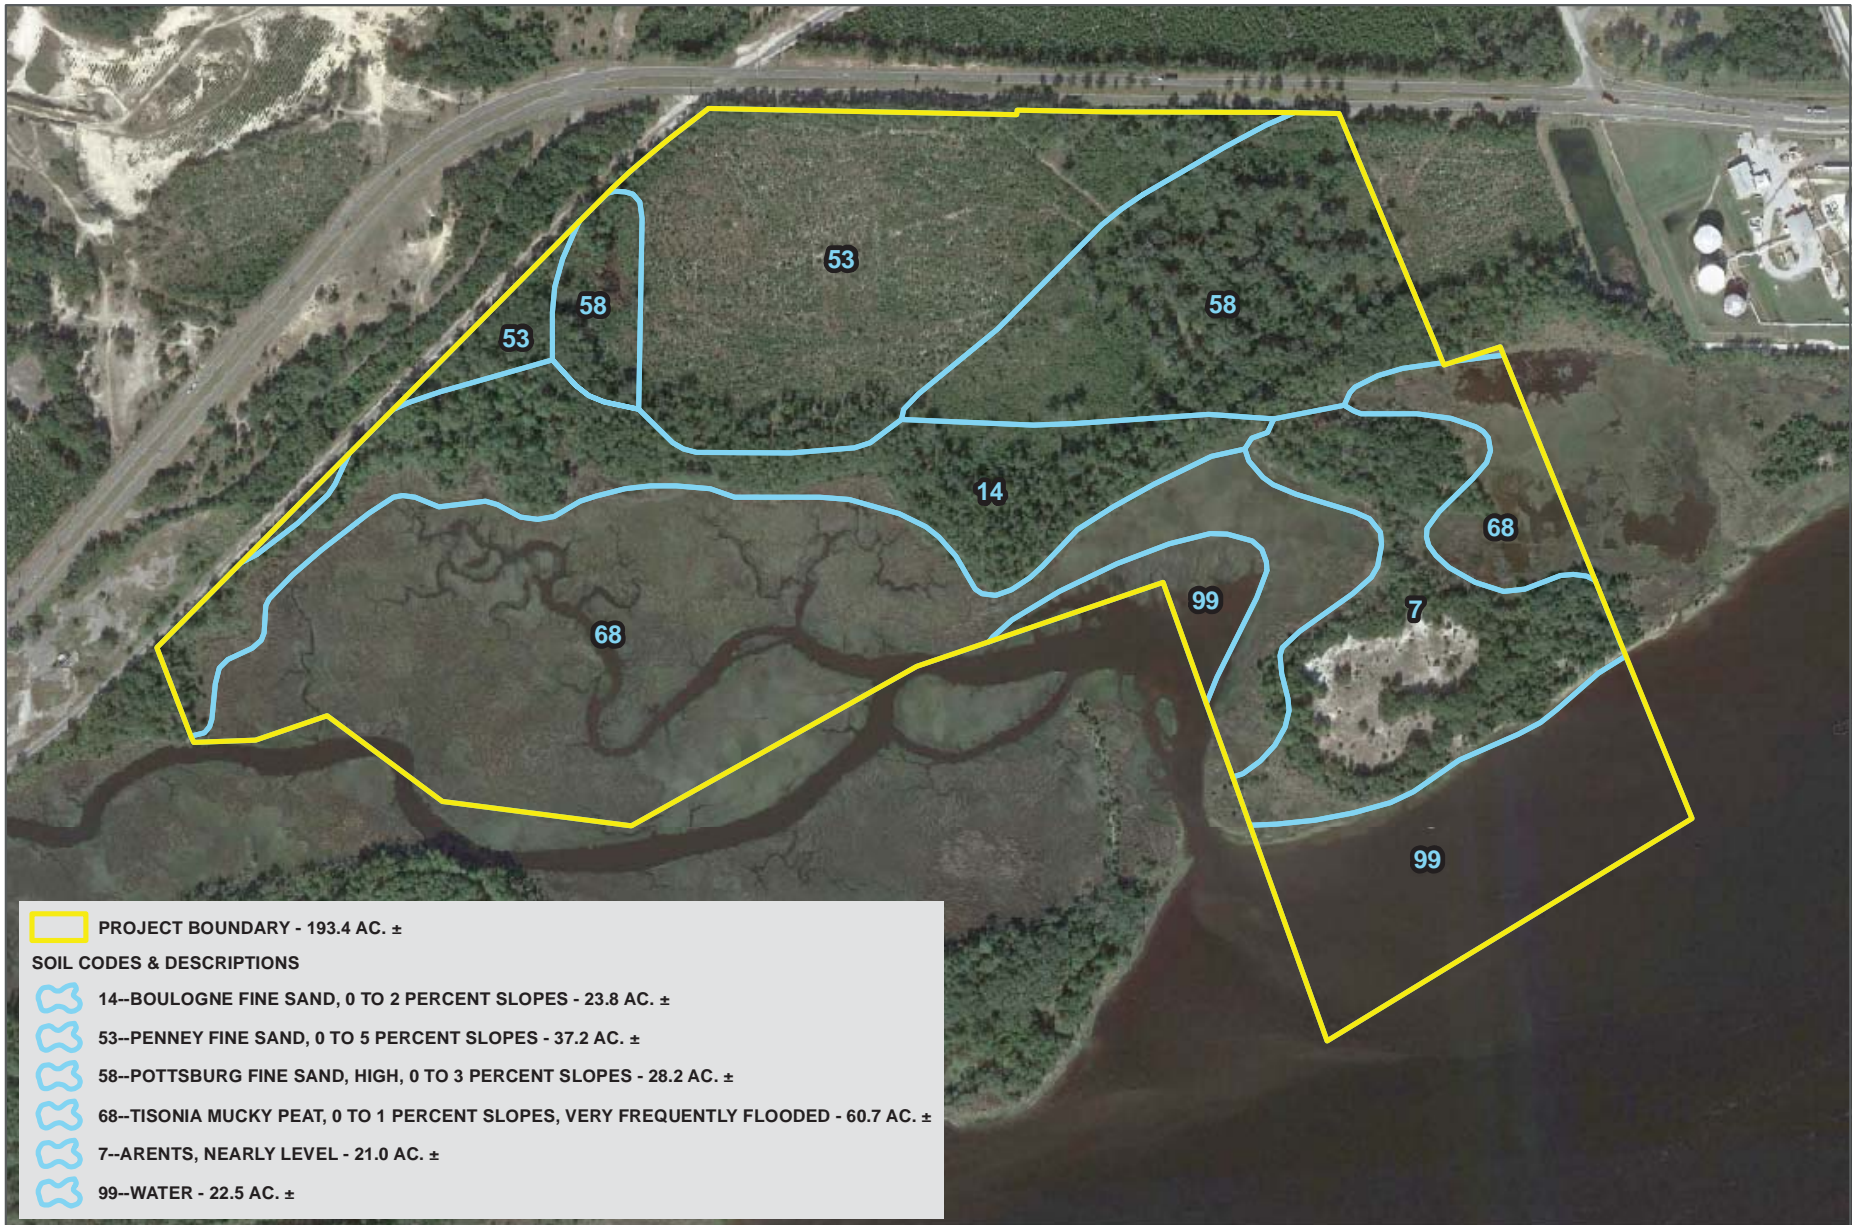 53
58
58
53
14
68
99
68
7
99
PROJECT BOUNDARY - 193.4 AC. ±
SOIL CODES & DESCRIPTIONS
14--BOULOGNE FINE SAND, 0 TO 2 PERCENT SLOPES - 23.8 AC. ±
53--PENNEY FINE SAND, 0 TO 5 PERCENT SLOPES - 37.2 AC. ±
58--POTTSBURG FINE SAND, HIGH, 0 TO 3 PERCENT SLOPES - 28.2 AC. ±
68--TISONIA MUCKY PEAT, 0 TO 1 PERCENT SLOPES, VERY FREQUENTLY FLOODED - 60.7 AC. ±
7--ARENTS, NEARLY LEVEL - 21.0 AC. ±
99--WATER - 22.5 AC. ±